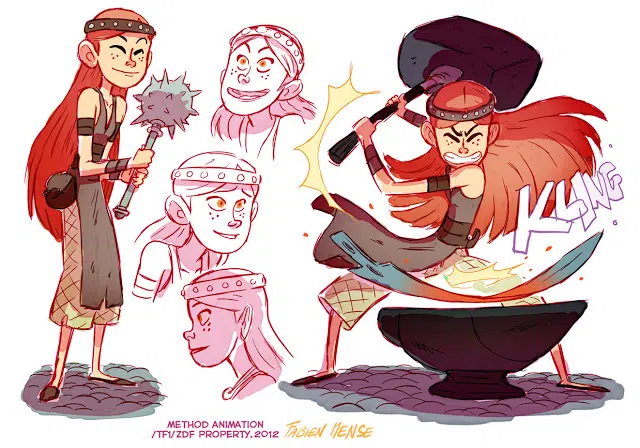 KLING
METHOD ANIMATION
/TF1/ZDF PROPERTY.2012 FABIEN MENSE